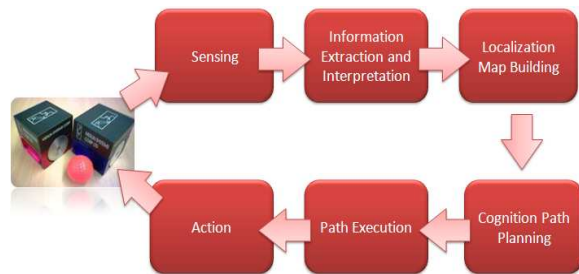 Sensing
Information
Extraction and
Interpretation
Localization
Map Building
Cognition Path
Planning
Path Execution
Action